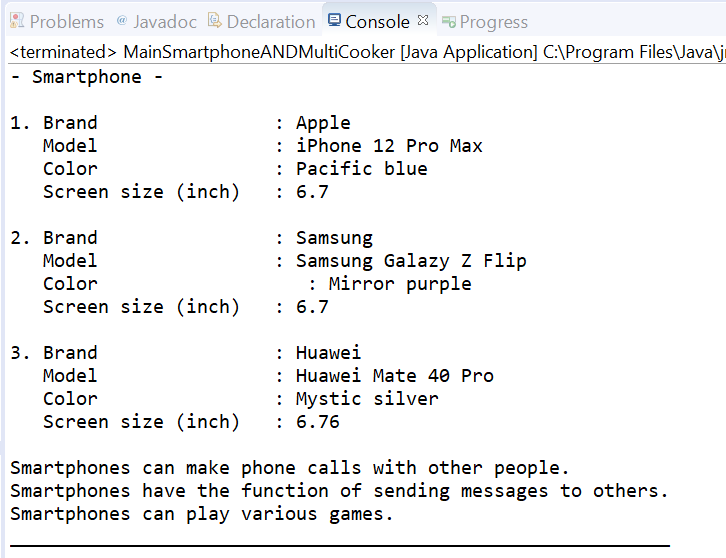 Problems @ Javadoc Declaration Console Progress
<terminated> MainSmartphoneANDMultiCooker [Java Application] C:\Program Files\Java\
- Smartphone -
1. Brand : Apple
Model : iPhone 12 Pro Max
Color : Pacific blue
Screen size (inch) : 6.7
2. Brand : Samsung
Model : Samsung Galazy Z Flip
Color : Mirror purple
Screen size (inch) : 6.7
3. Brand : Huawei
Model : Huawei Mate 40 Pro
Color : Mystic silver
Screen size (inch) : 6.76
Smartphones can make phone calls with other people.
Smartphones have the function of sending messages to others.
Smartphones can play various games.